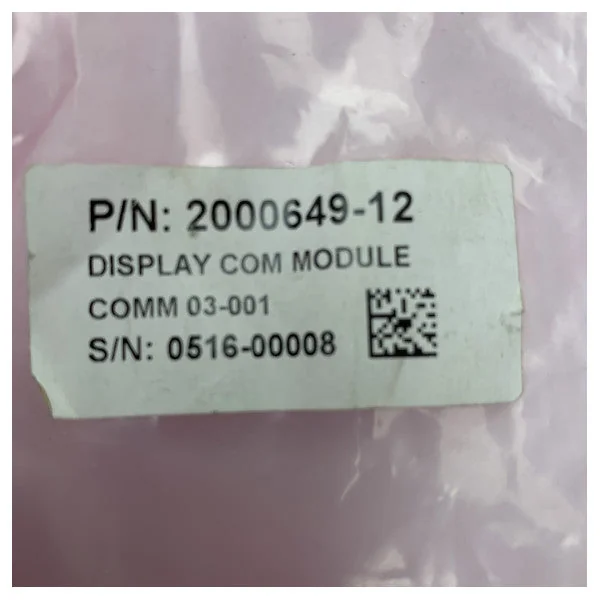 P/N: 2000649-12
DISPLAY COM MODULE
COMM 03-001
S/N: 0516-00008